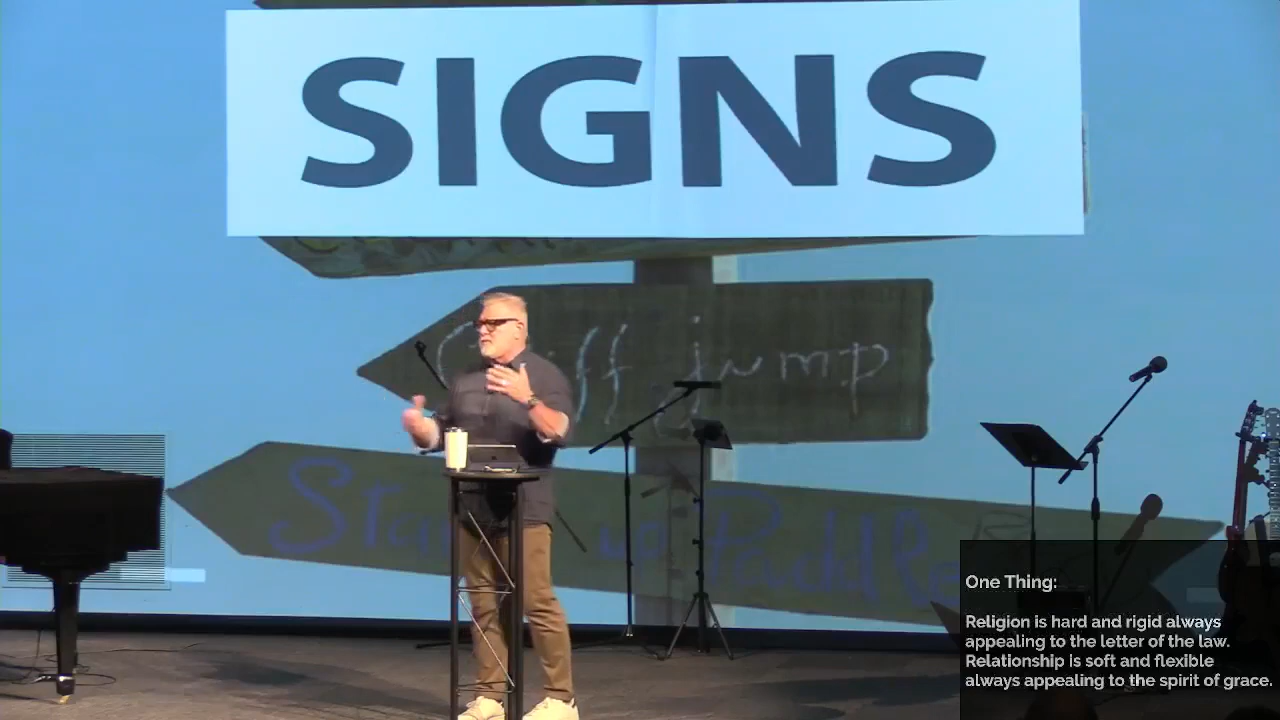 SIGNS
jump
Paddle
One Thing:
Religion is hard and rigid always
appealing to the letter of the law.
Relationship is soft and flexible
always appealing to the spirit of grace.